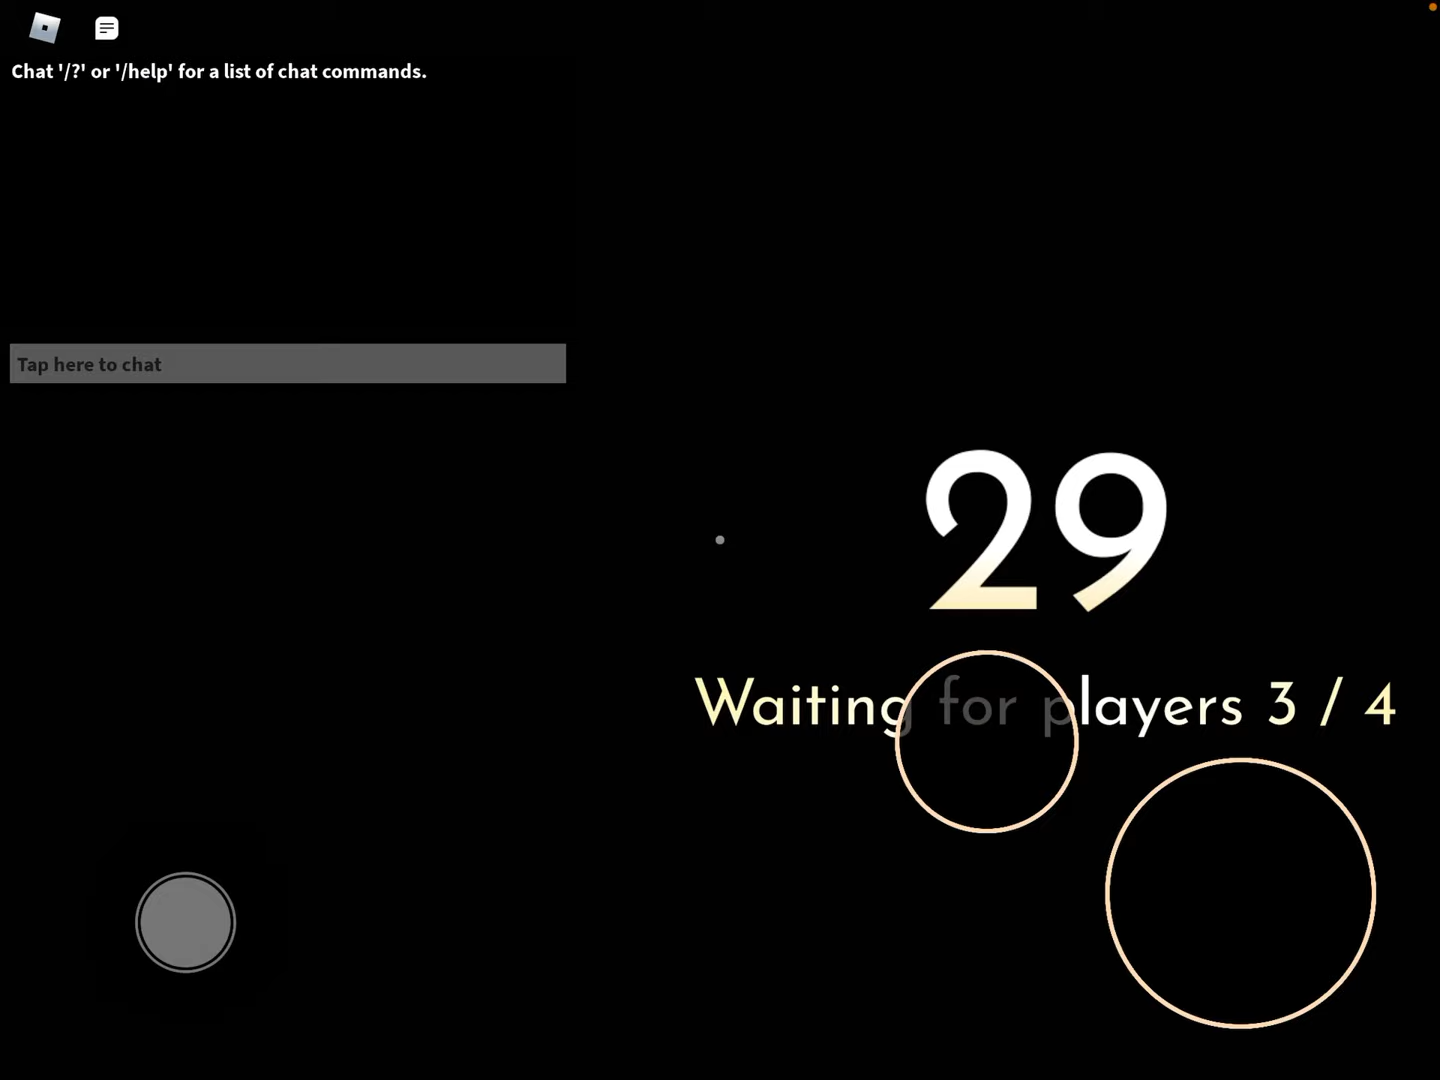 Chat '/?' or '/help' for a list of chat commands.
Tap here to chat
29
Waiting for players 3 / 4